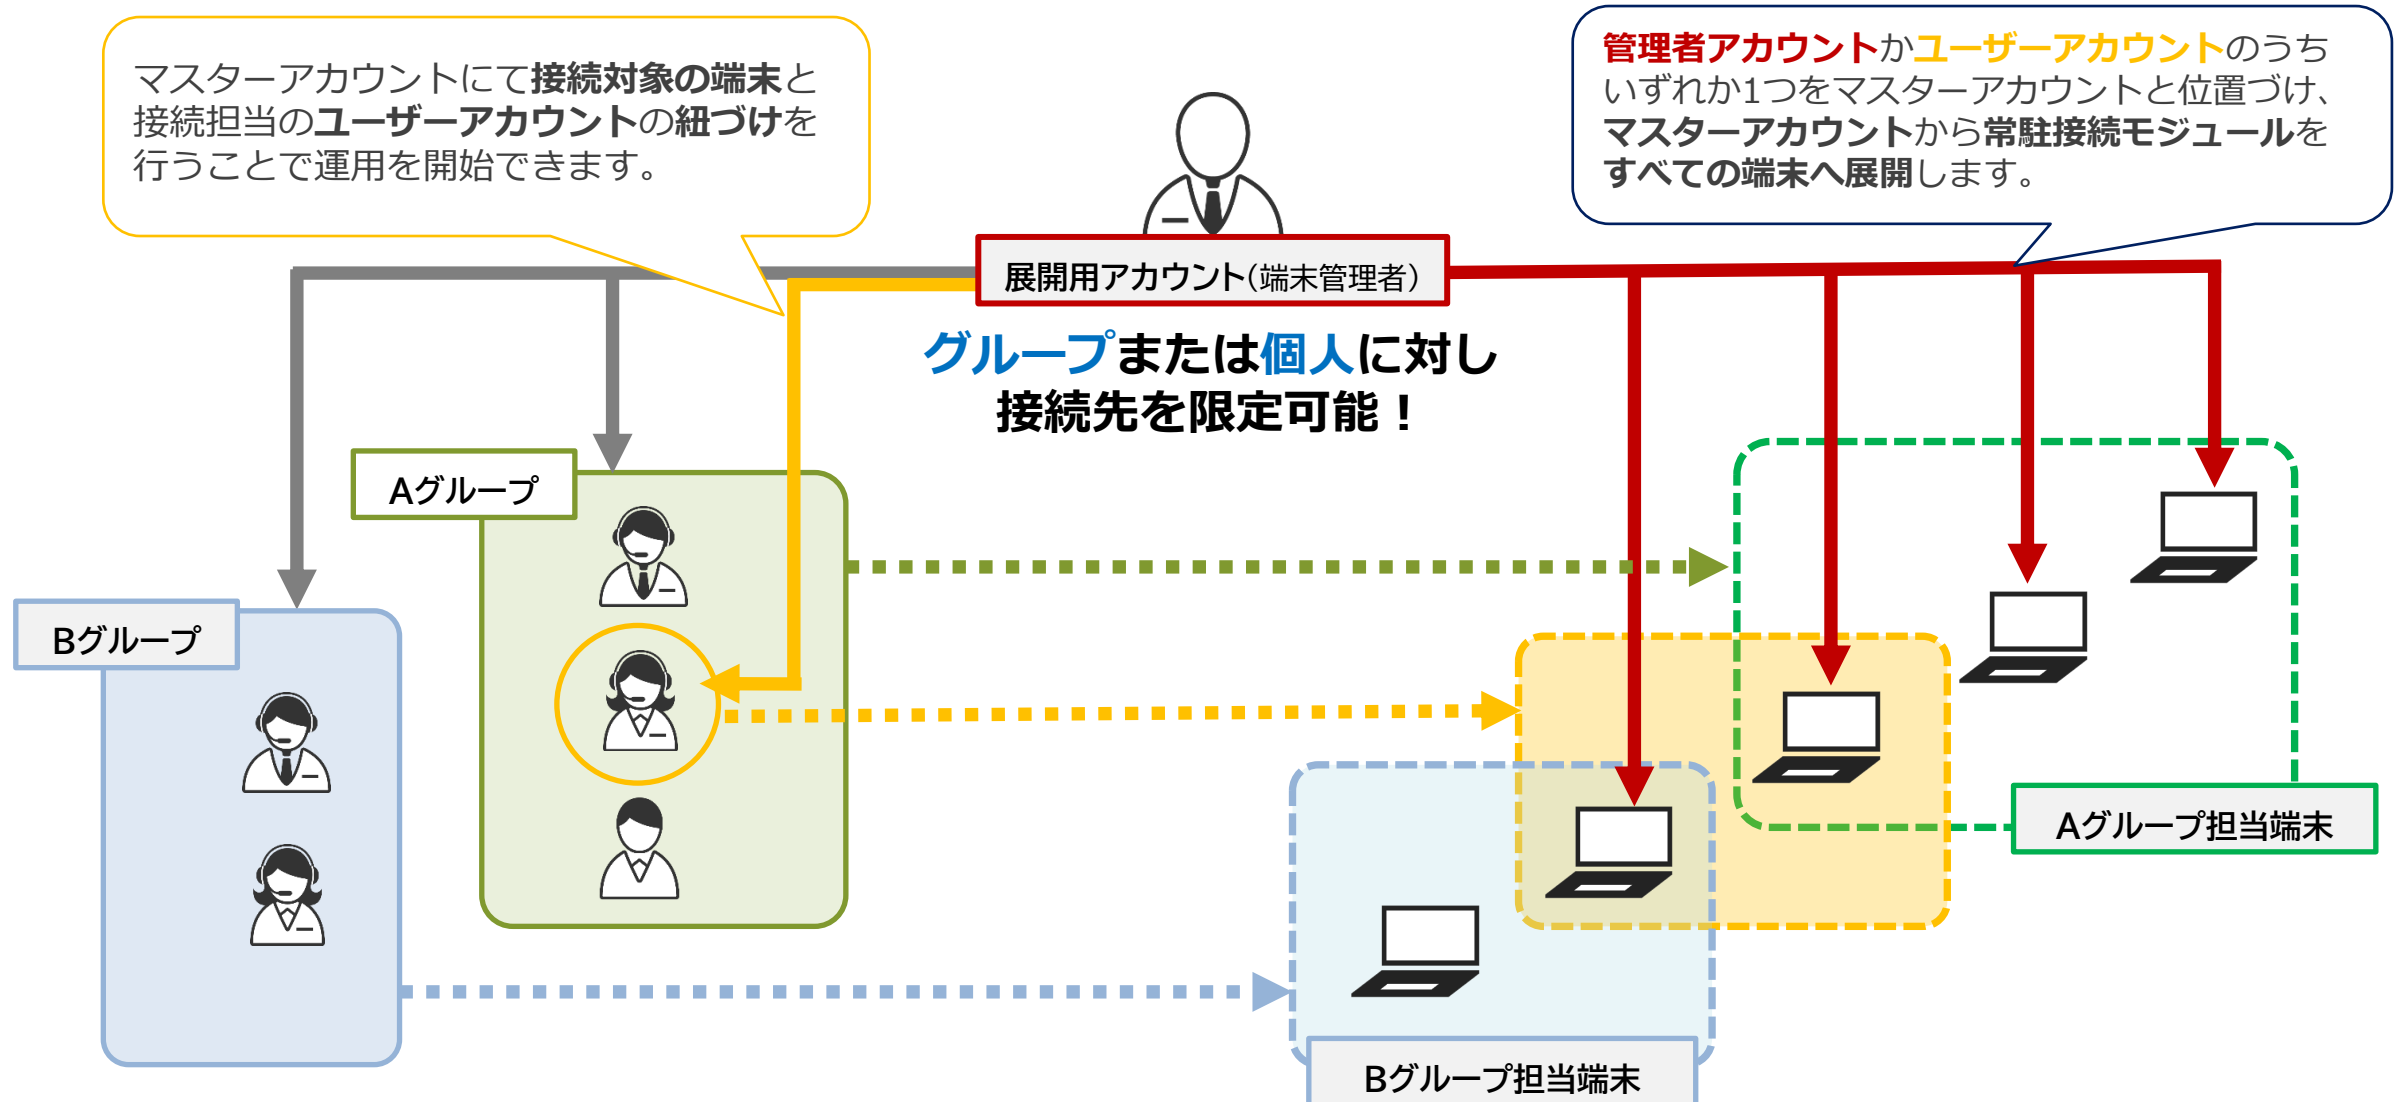 マスターアカウントにて接続対象の端末と
接続担当のユーザーアカウントの紐づけを
行うことで運用を開始できます。
管理者アカウントかユーザーアカウントのうち
いずれか1つをマスターアカウントと位置づけ、
マスターアカウントから常駐接続モジュールを
すべての端末へ展開します。
展開用アカウント(端末管理者)
グループまたは個人に対し
接続先を限定可能！
Aグループ
Bグループ
Aグループ担当端末
Bグループ担当端末